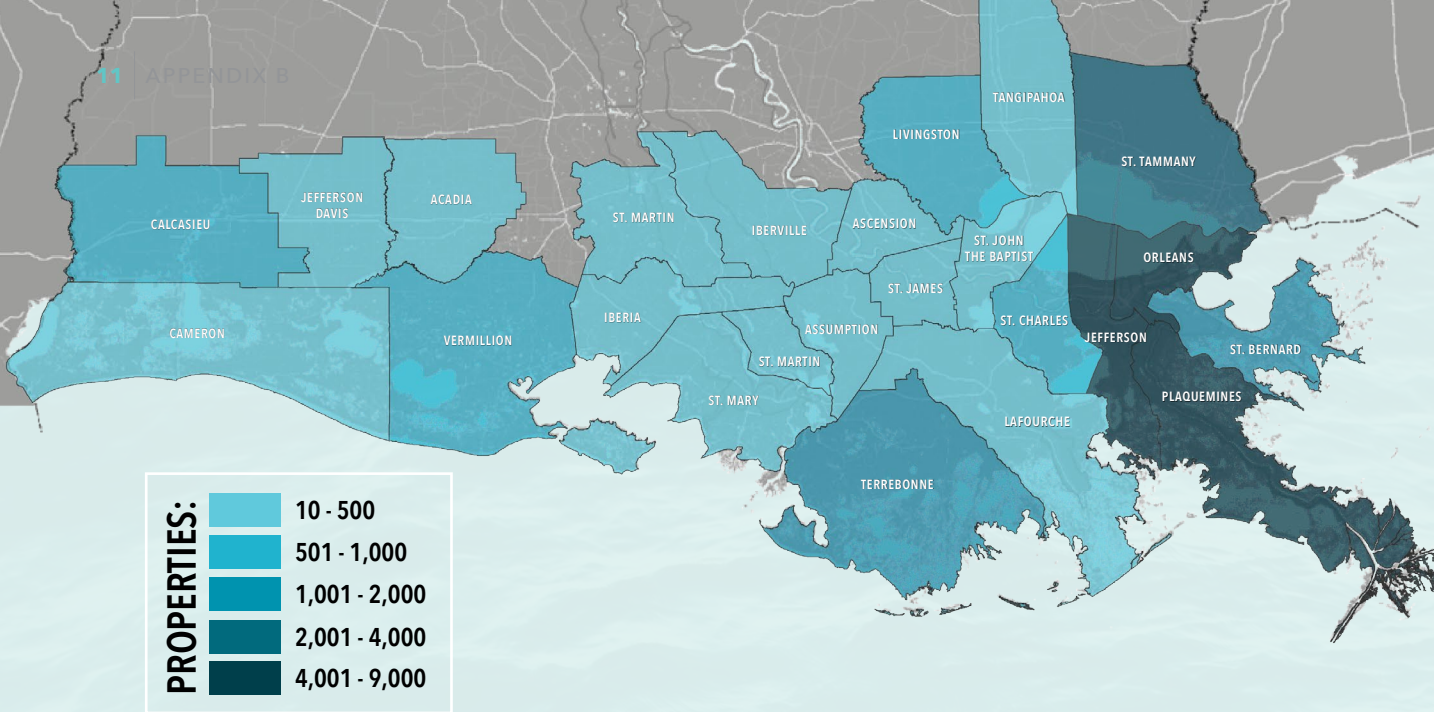 11 APPENDIX B
TANGIPAHOA
LIVINGSTON
ST. TAMMANY
JEFFERSON
DAVIS
ACADIA
CALCASIEU
ST. MARTIN
IBERVILLE
ASCENSION
ST. JOHN
THE BAPTIST
ORLEANS
ST. JAMES
CAMERON
VERMILLION
IBERIA
ASSUMPTION
ST. CHARLES
JEFFERSON
ST. BERNARD
ST. MARTIN
ST. MARY
PLAQUEMINES
LAFOURCHE
TERREBONNE
PROPERTIES:
10 - 500
501 - 1,000
1,001 - 2,000
2,001 - 4,000
4,001 - 9,000